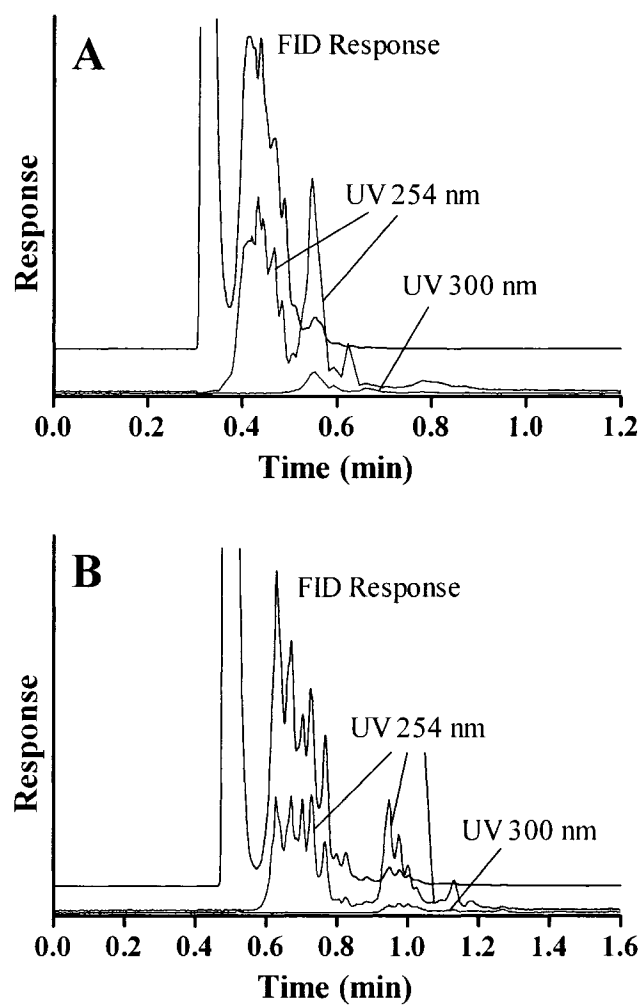 A
FID Response
UV 254 nm
UV 300 nm
Response
0.0 0.2 0.4 0.6 0.8 1.0 1.2
Time (min)
B
FID Response
UV 254 nm
UV 300 nm
Response
0.0 0.2 0.4 0.6 0.8 1.0 1.2 1.4 1.6
Time (min)